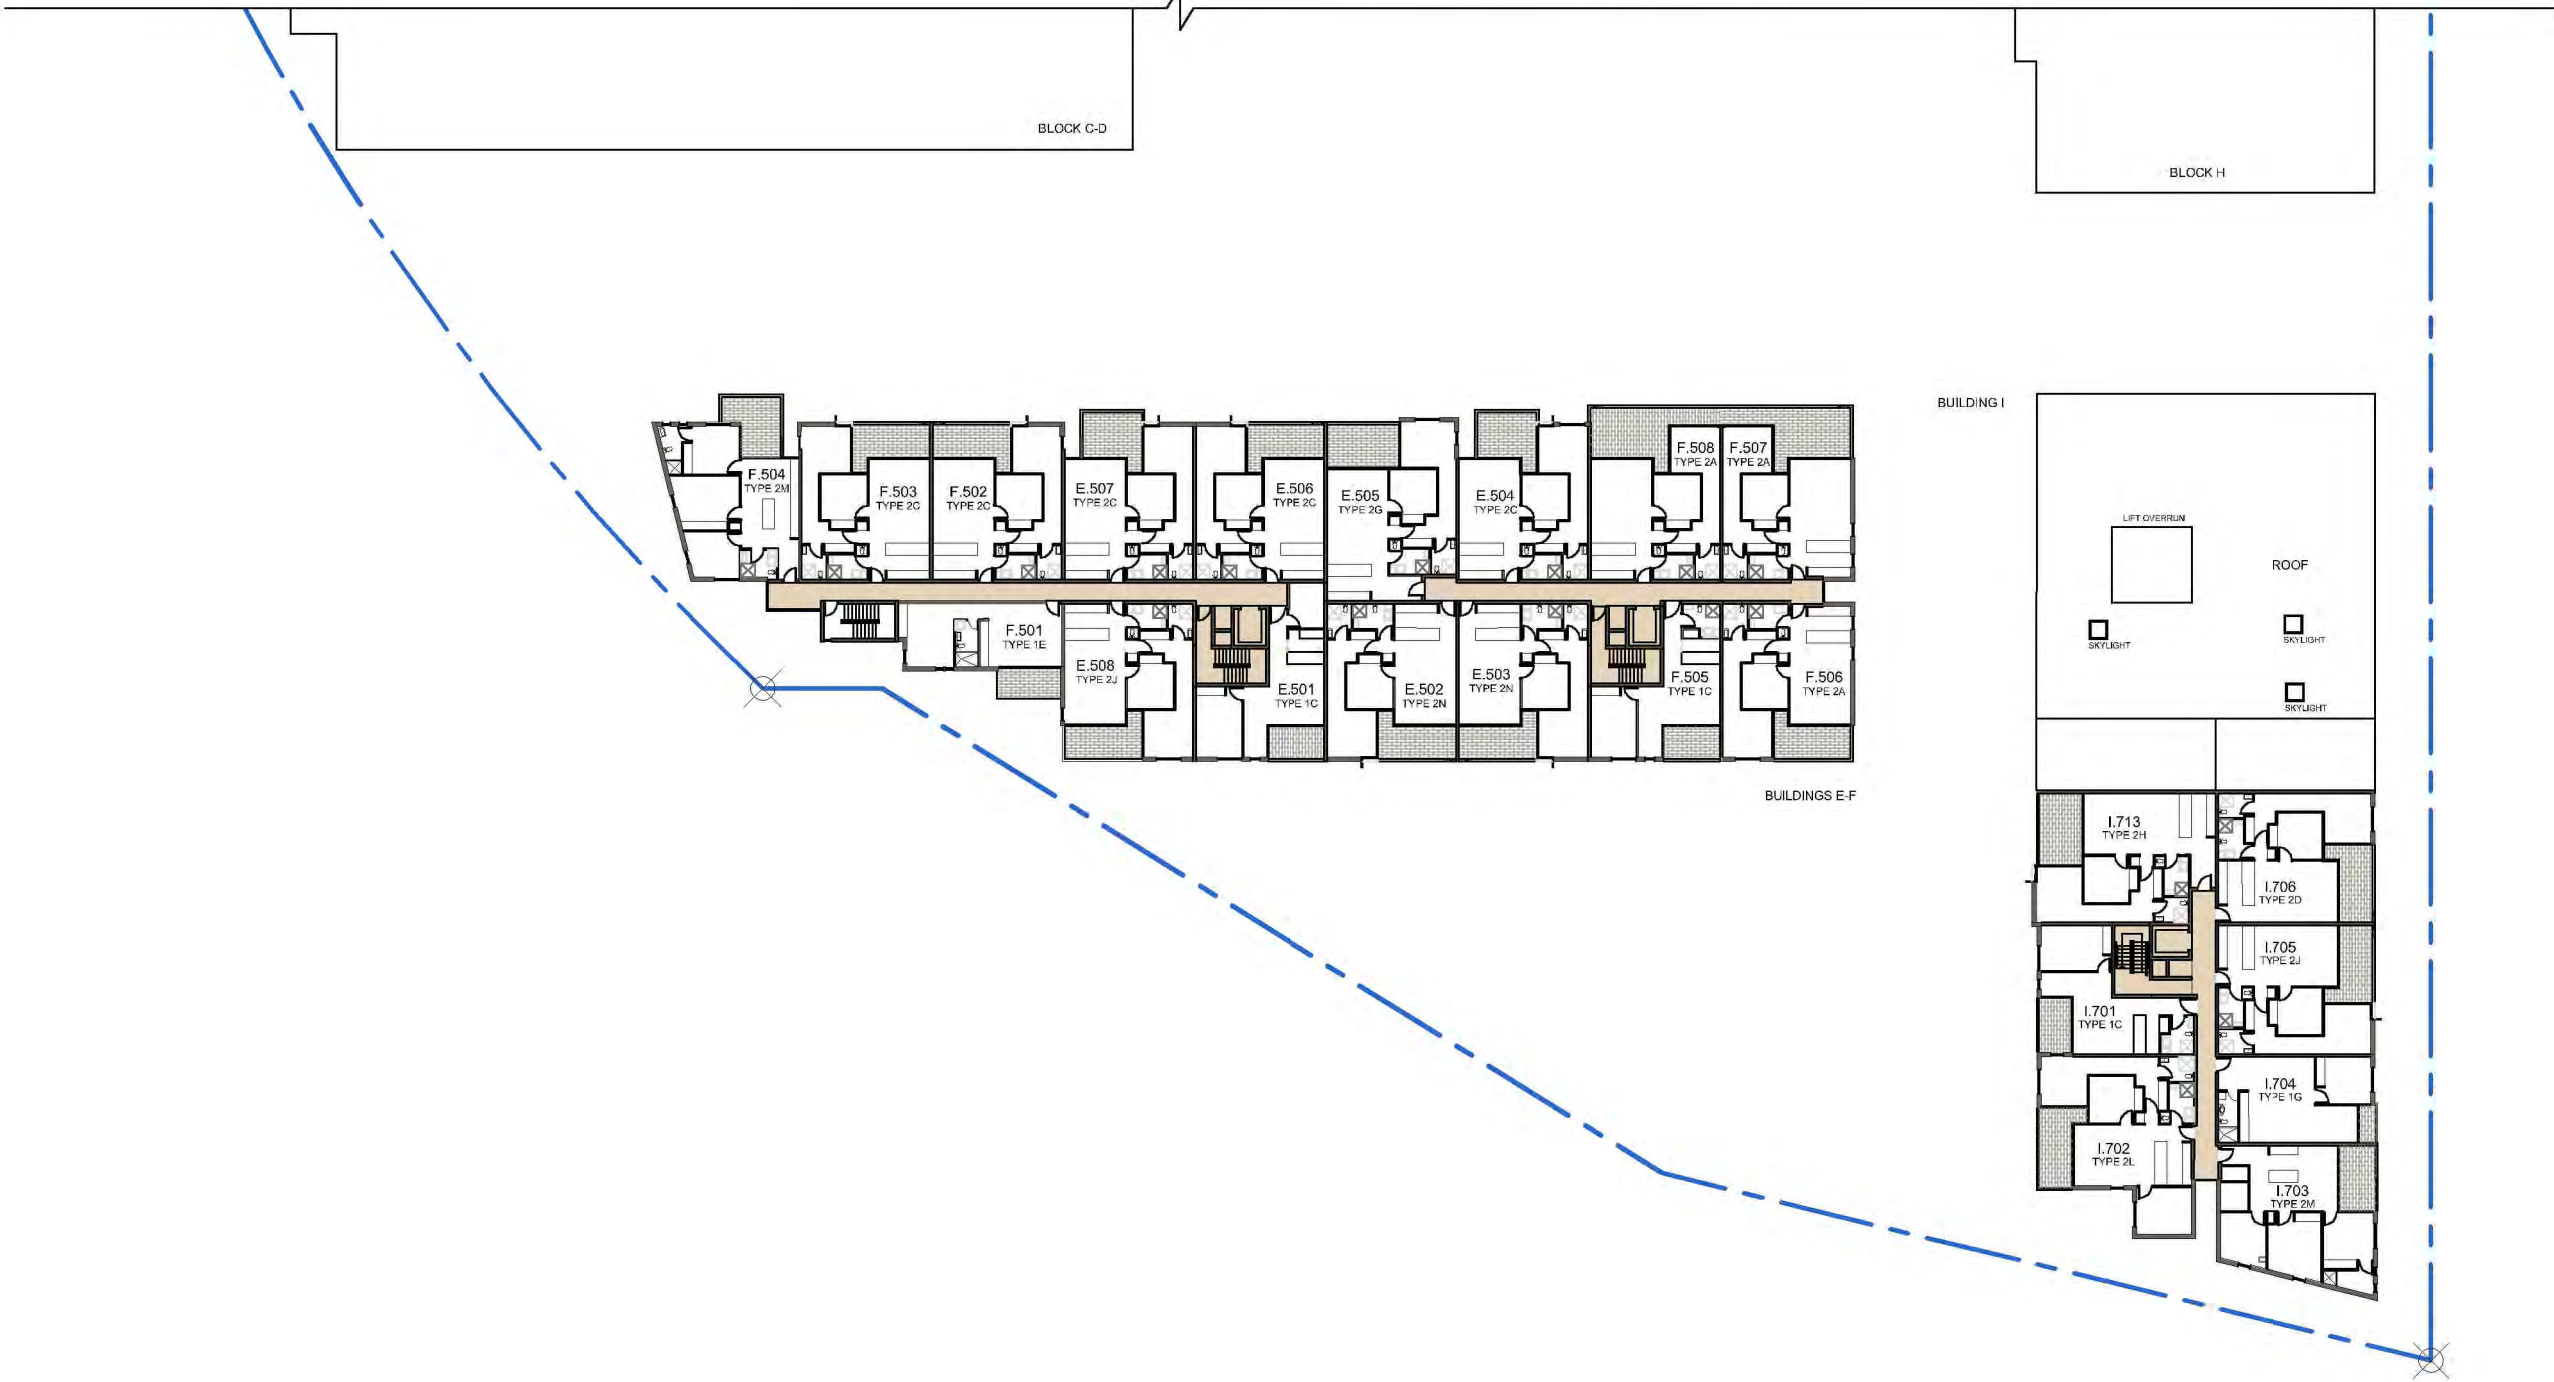 BLOCK C-D
BLOCK H
BUILDING I
F.504
TYPE 2M
F.503
TYPE 2C
F.502
TYPE 2C
E.507
TYPE 2C
E.506
TYPE 2C
E.505
TYPE 2G
E.504
TYPE 2C
F.508
TYPE 2A
F.507
TYPE 2A
LIFT OVERRUN
ROOF
SKYLIGHT
SKYLIGHT
SKYLIGHT
F.501
TYPE 1E
E.508
TYPE 2J
E.501
TYPE 1C
E.502
TYPE 2N
E.503
TYPE 2N
F.505
TYPE 1C
F.506
TYPE 2A
BUILDINGS E-F
I.713
TYPE 2H
I.706
TYPE 2D
I.705
TYPE 2J
I.701
TYPE 1C
I.704
TYPE 1G
I.702
TYPE 2L
I.703
TYPE 2M